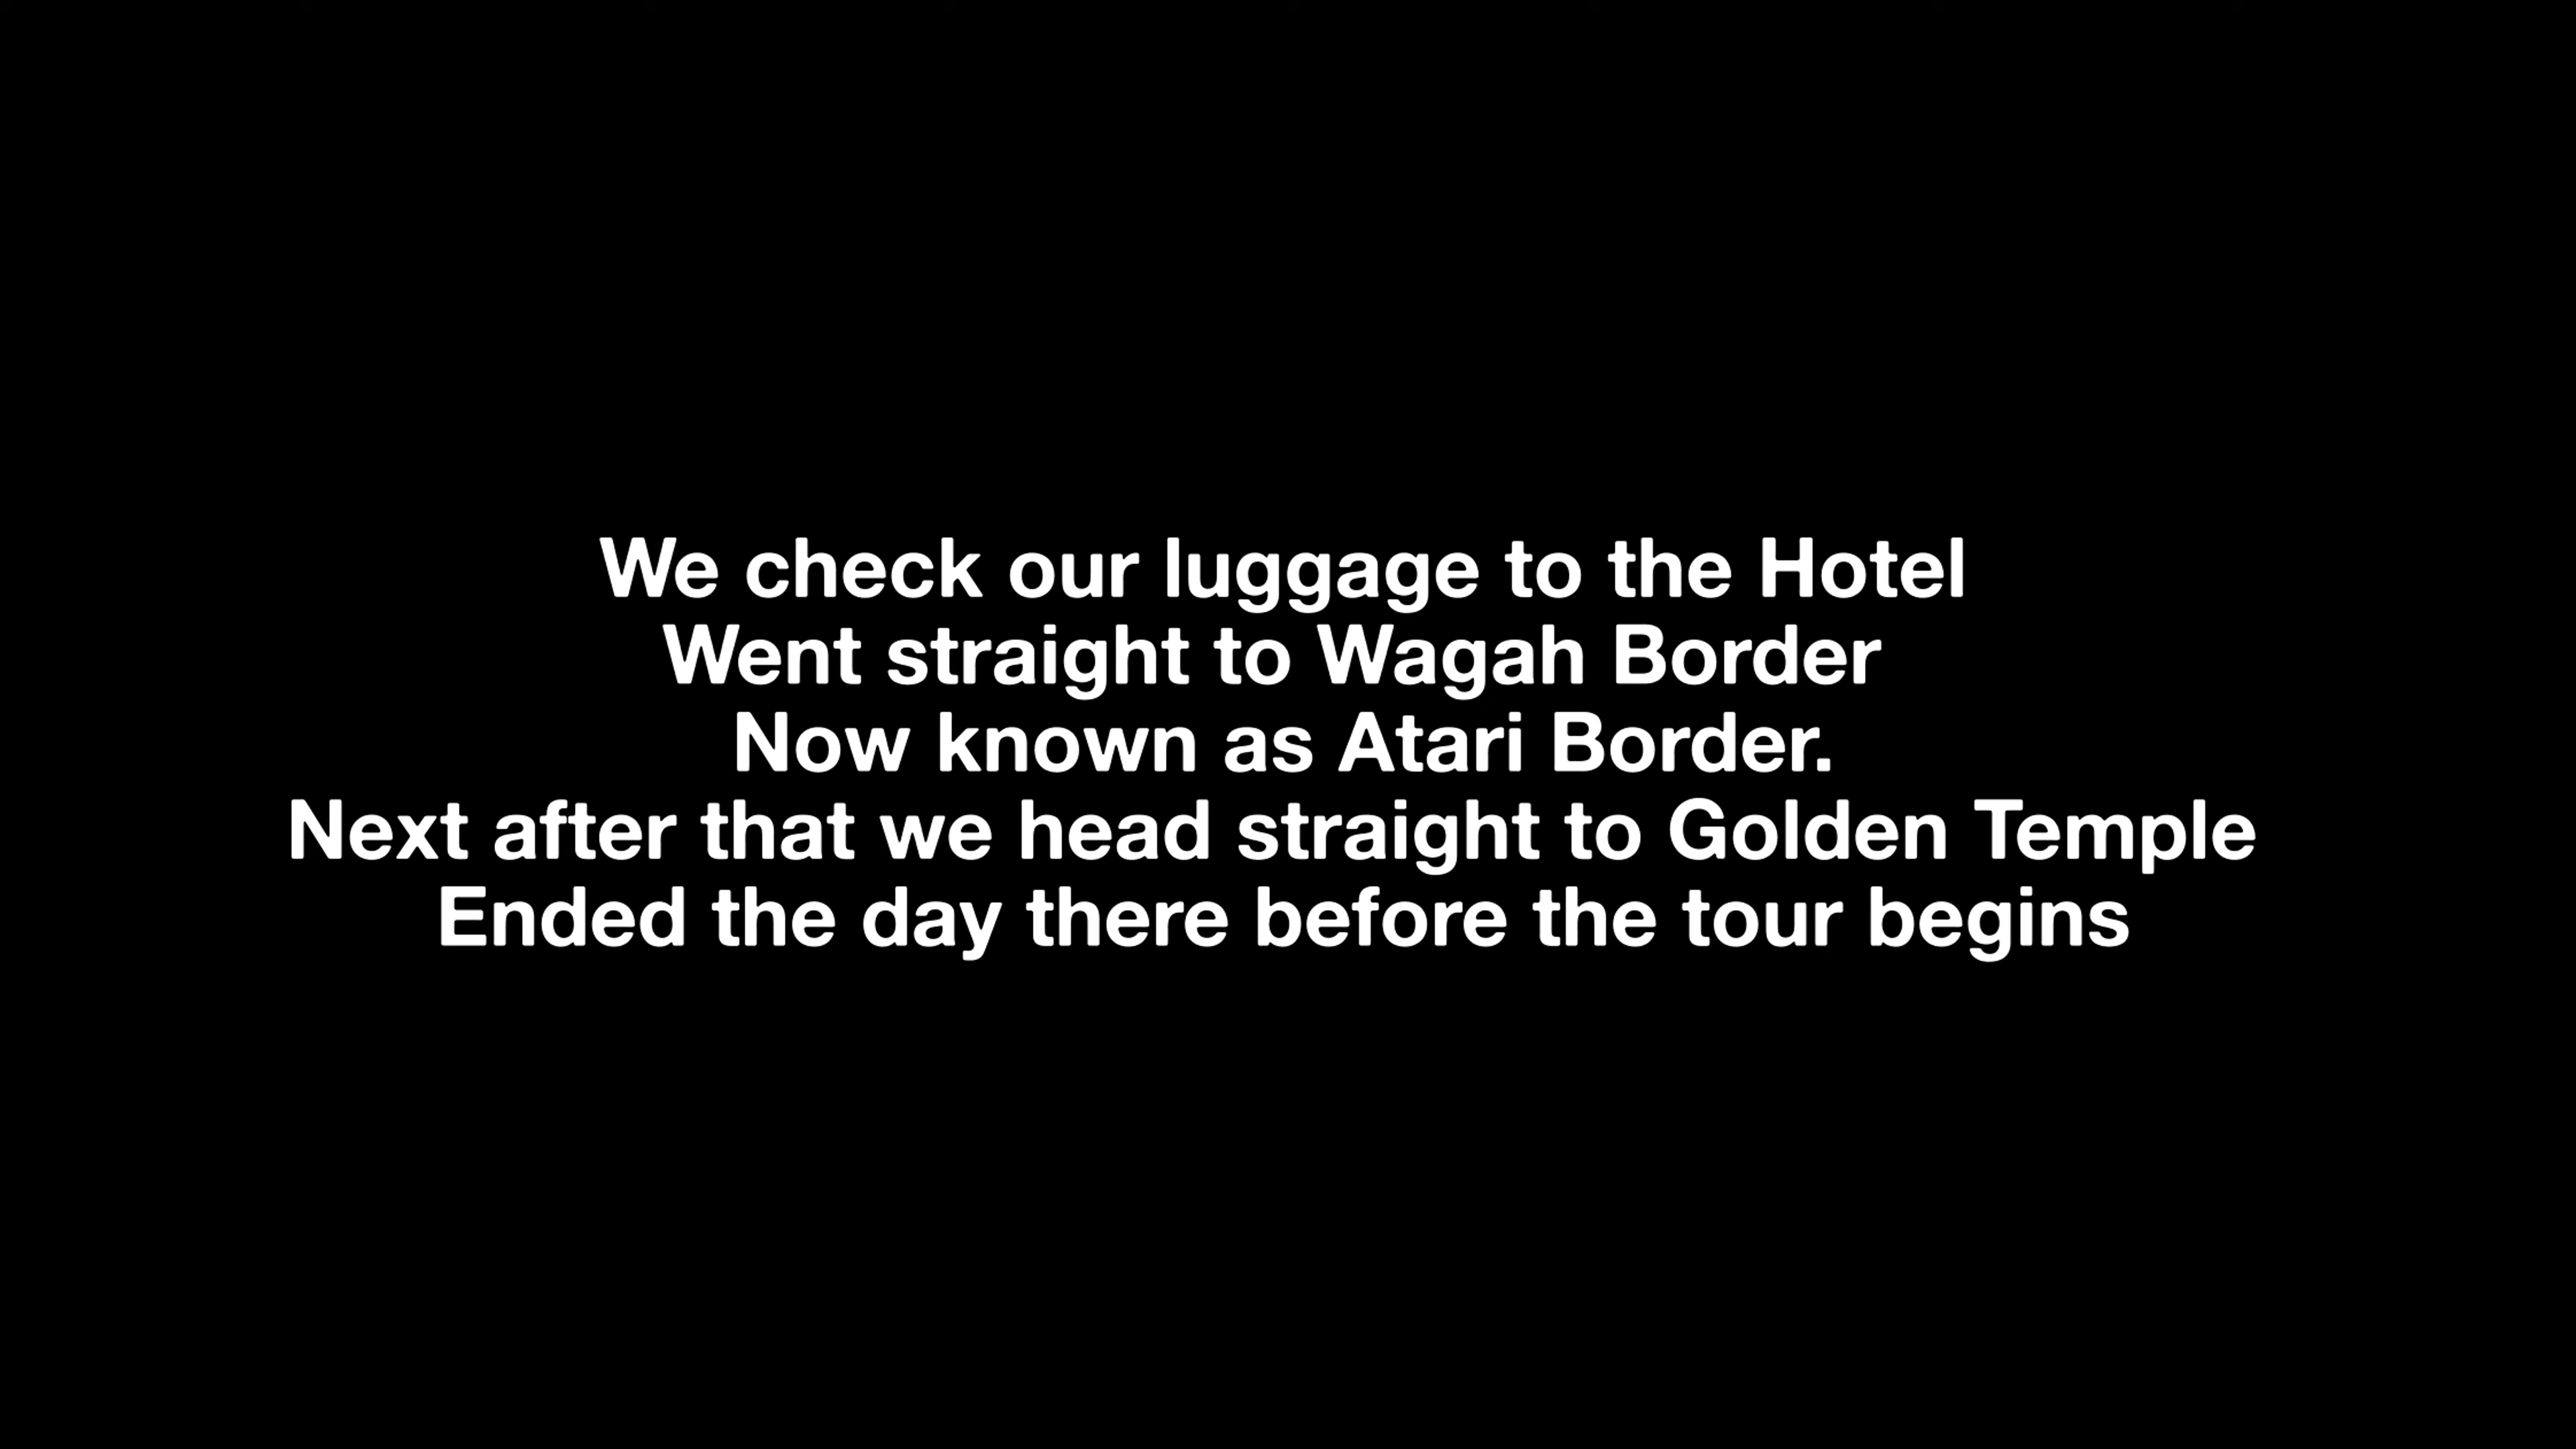 We check our luggage to the Hotel
Went straight to Wagah Border
Now known as Atari Border.
Next after that we head straight to Golden Temple
Ended the day there before the tour begins